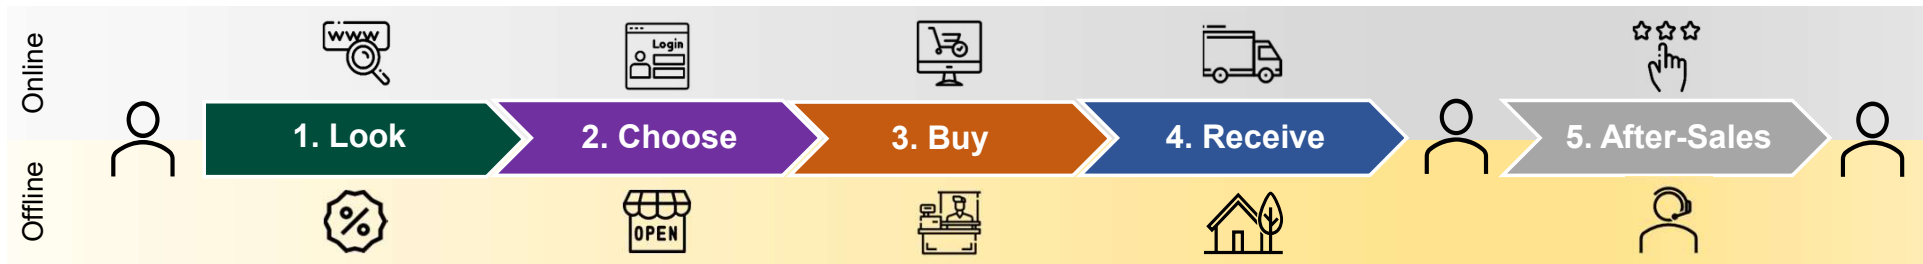 Online
www
Login
1. Look
2. Choose
3. Buy
4. Receive
5. After-Sales
Offline
%
OPEN